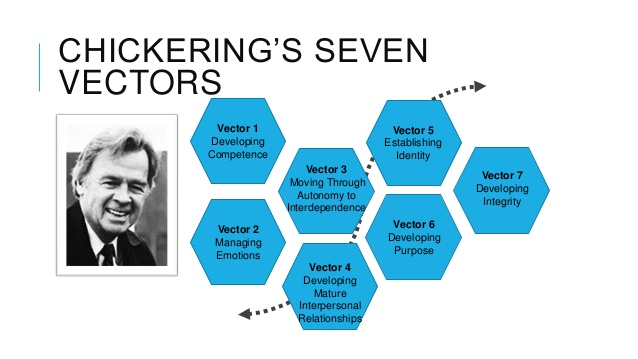 CHICKERING'S SEVEN
VECTORS
Vector 1
Developing
Competence
Vector 2
Managing
Emotions
Vector 3
Moving Through
Autonomy to
Interdependence
Vector 4
Developing
Mature
Interpersonal
Relationships
Vector 5
Establishing
Identity
Vector 6
Developing
Purpose
Vector 7
Developing
Integrity